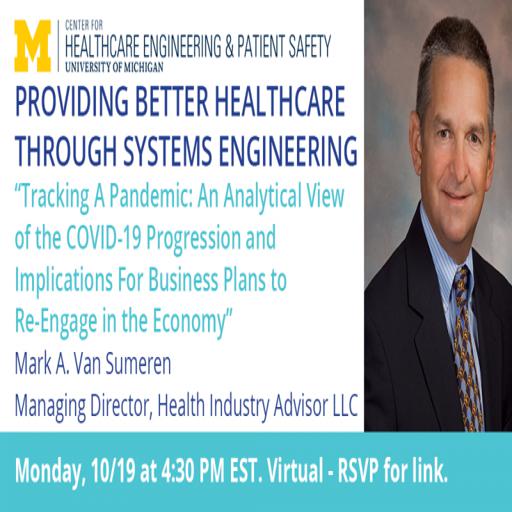 M
CENTER FOR
HEALTHCARE ENGINEERING & PATIENT SAFETY
UNIVERSITY OF MICHIGAN
PROVIDING BETTER HEALTHCARE
THROUGH SYSTEMS ENGINEERING
“Tracking A Pandemic: An Analytical View
of the COVID-19 Progression and
Implications For Business Plans to
Re-Engage in the Economy”
Mark A. Van Sumeren
Managing Director, Health Industry Advisor LLC
Monday, 10/19 at 4:30 PM EST. Virtual - RSVP for link.